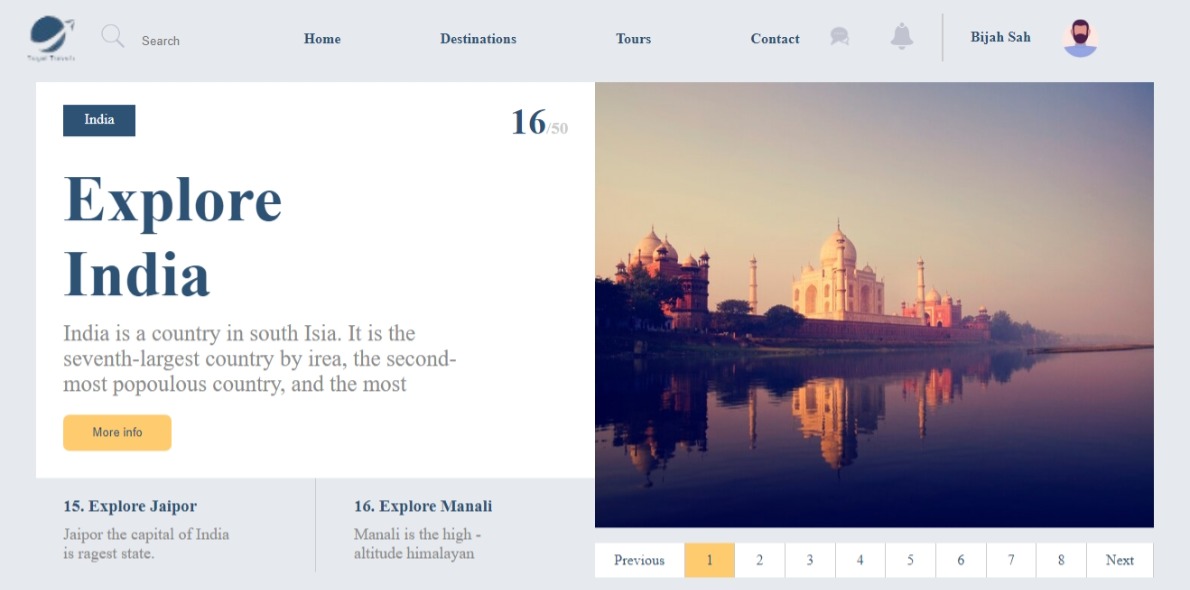 Search
Home
Destinations
Tours
Contact
Bijah Sah
India
16/50
Explore
India
India is a country in south Isia. It is the
seventh-largest country by irea, the second-
most popoulous country, and the most
More info
15. Explore Jaipor
Jaipor the capital of India
is ragest state.
16. Explore Manali
Manali is the high -
altitude himalayan
Previous 1 2 3 4 5 6 7 8 Next